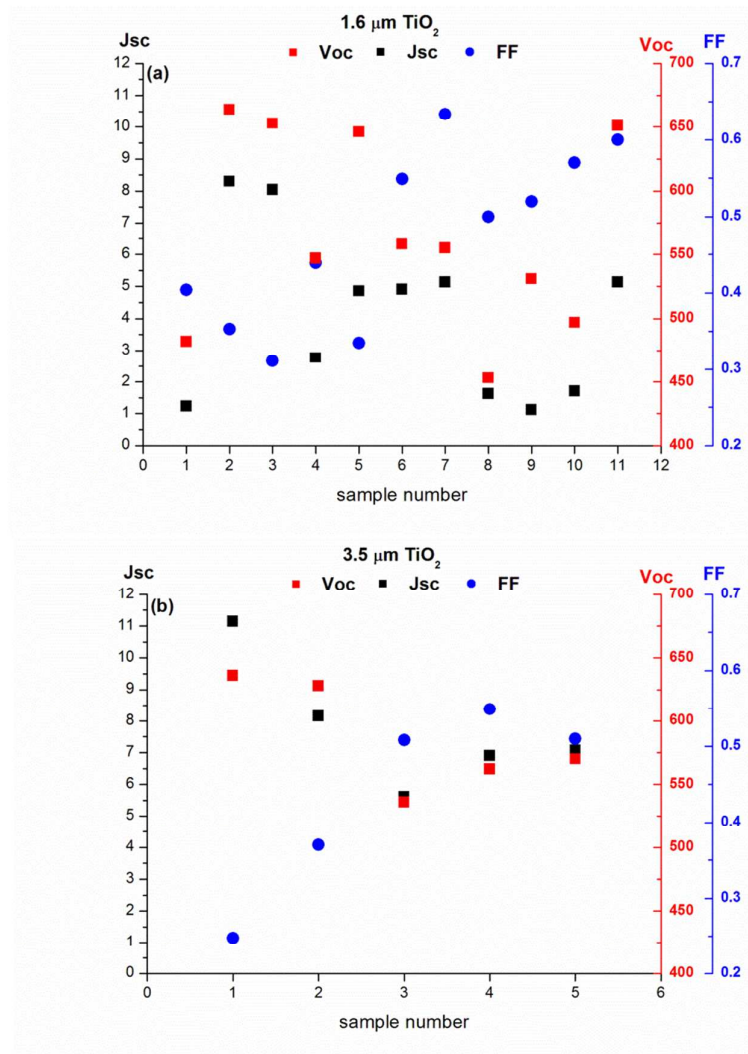 1.6 μm TiO2
Jsc Voc FF
Voc Jsc FF
(a)
12 700 0.7
11
10 650 0.6
9
8 600
7 0.5
6 550
5 0.4
4 500
3 0.3
2 450
1
0 400 0.2
0 1 2 3 4 5 6 7 8 9 10 11 12
sample number
3.5 μm TiO2
Jsc Voc FF
Voc Jsc FF
(b)
12 700 0.7
11
10 650 0.6
9
8 600
7 0.5
6 550
5 0.4
4 500
3 0.3
2 450
1
0 400 0.2
0 1 2 3 4 5 6
sample number